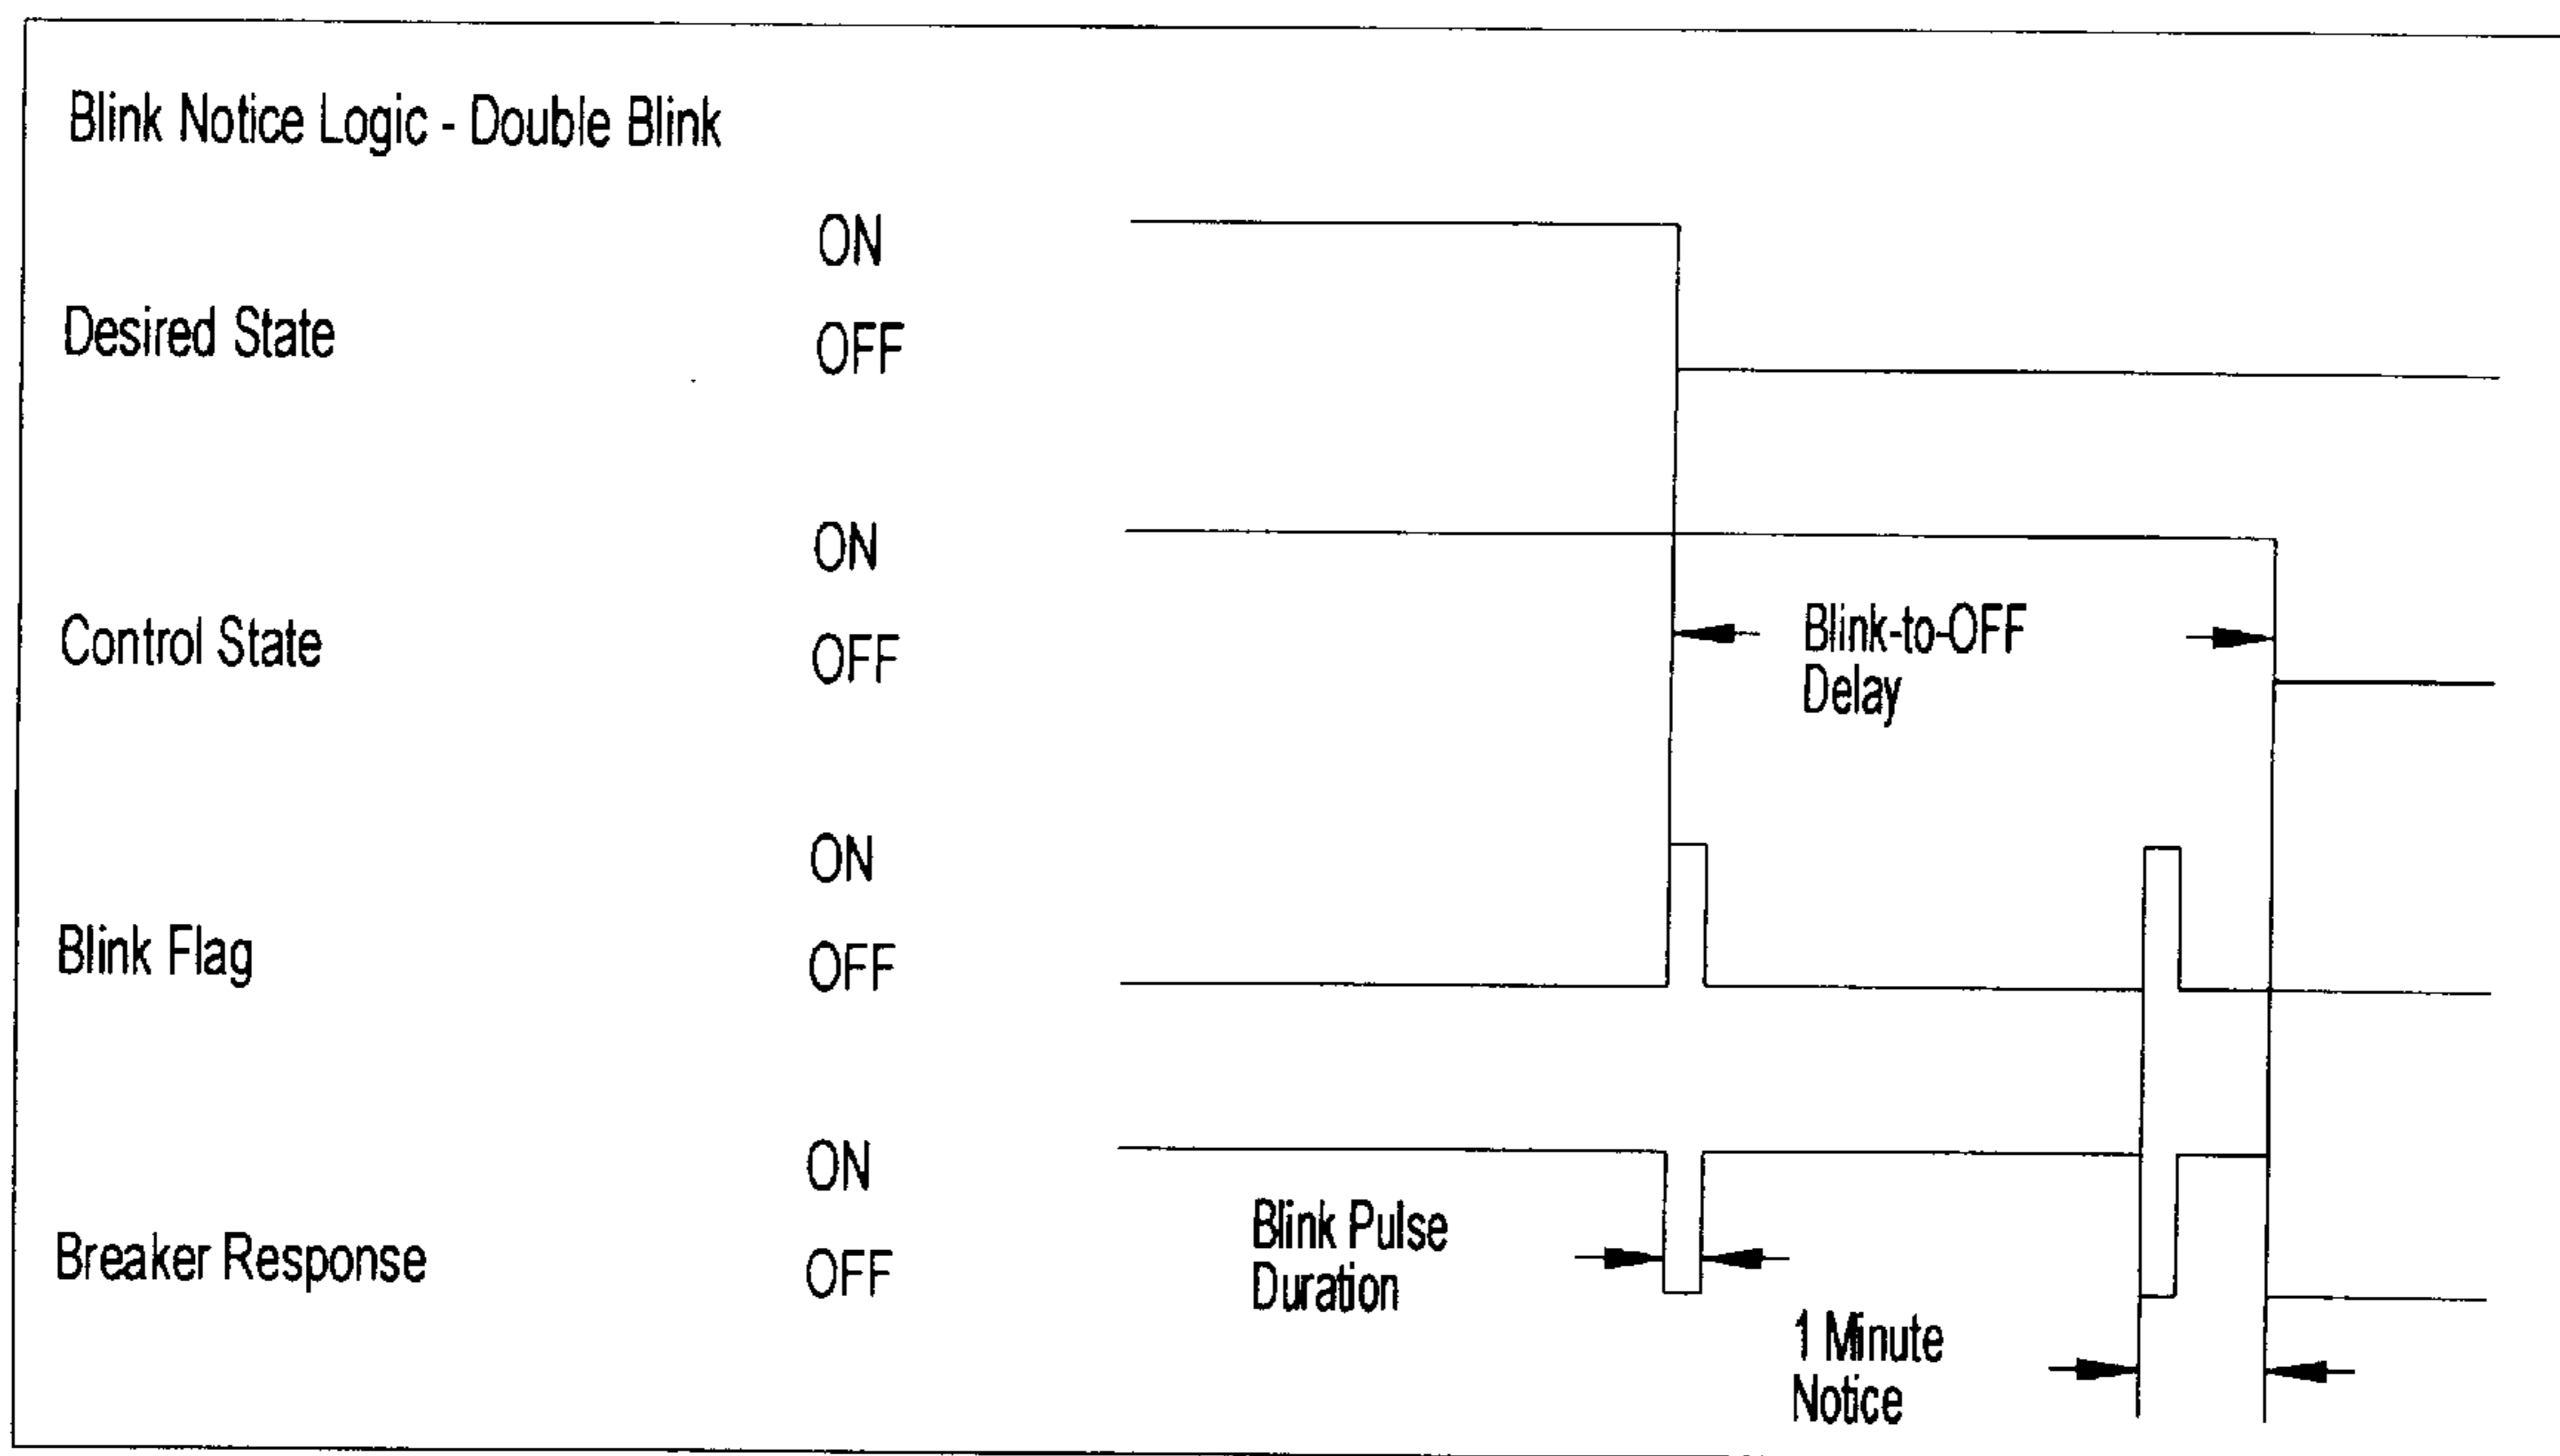 Blink Notice Logic - Double Blink
ON
Desired State
OFF
ON
Control State
OFF
Blink-to-OFF
Delay
ON
Blink Flag
OFF
ON
Breaker Response
OFF
Blink Pulse
Duration
1 Minute
Notice